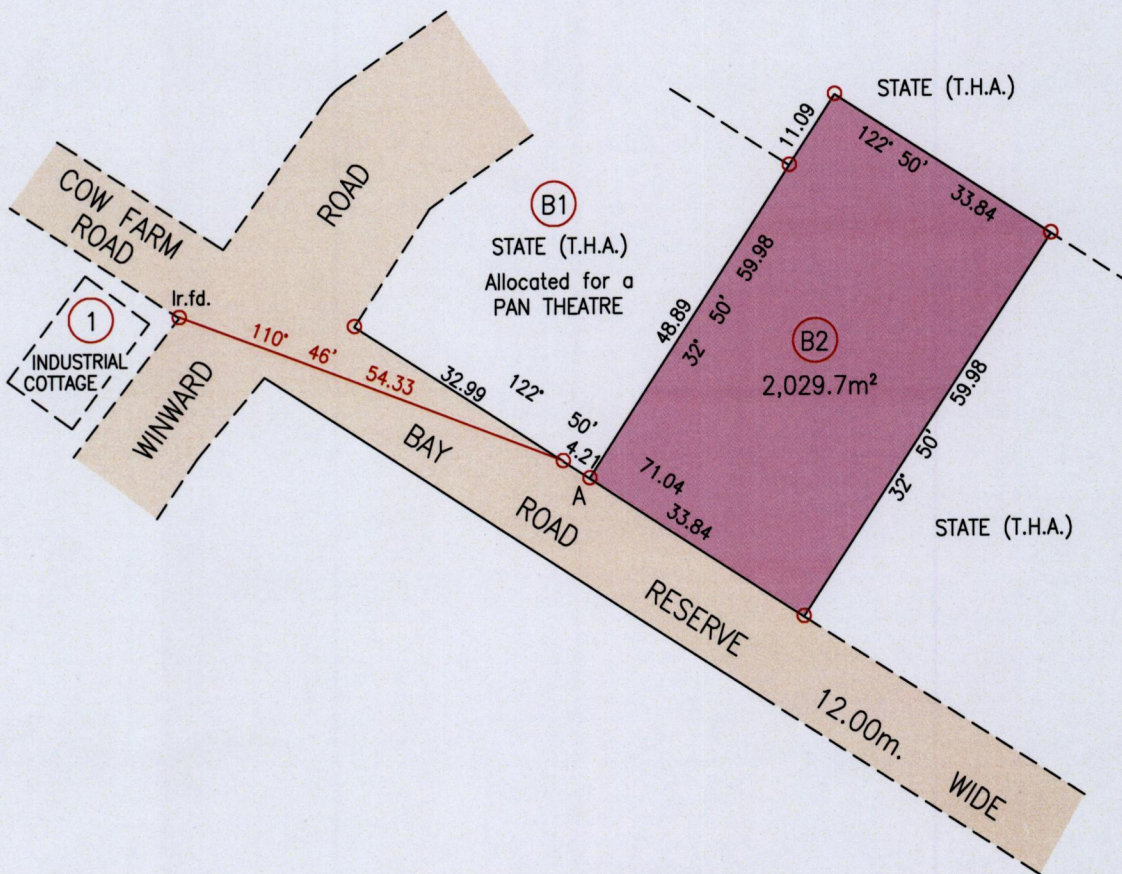 STATE (T.H.A.)
11.09
122° 50'
33.84
COW FARM
ROAD
ROAD
B1
STATE (T.H.A.)
Allocated for a
PAN THEATRE
59.98
48.89
32° 50'
B2
2,029.7m²
59.98
32° 50'
Ir.fd.
1
INDUSTRIAL
COTTAGE
110° 46'
54.33
32.99
122° 50'
4.21
A
71.04
33.84
WINWARD
BAY
ROAD
RESERVE
12.00m.
WIDE
STATE (T.H.A.)